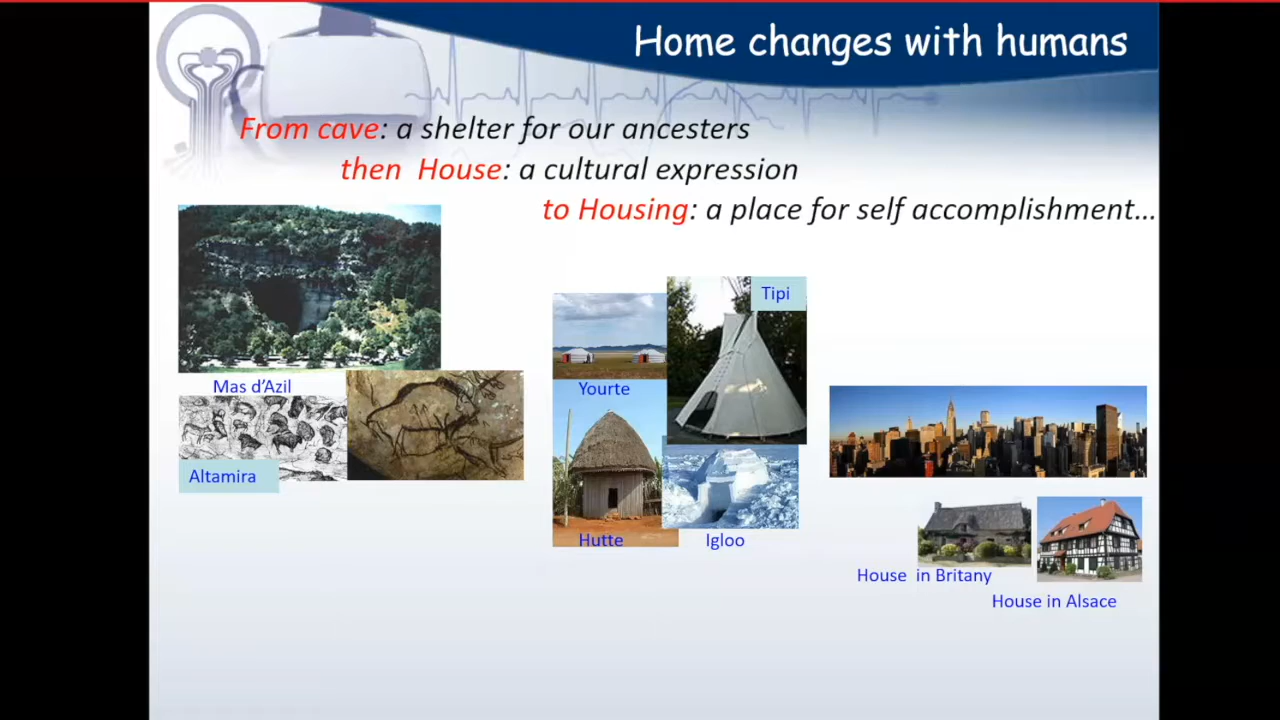 Home changes with humans
From cave: a shelter for our ancesters
then House: a cultural expression
to Housing: a place for self accomplishment...
Mas d'Azil
Altamira
Tipi
Yourte
Hutte
Igloo
House in Britany
House in Alsace